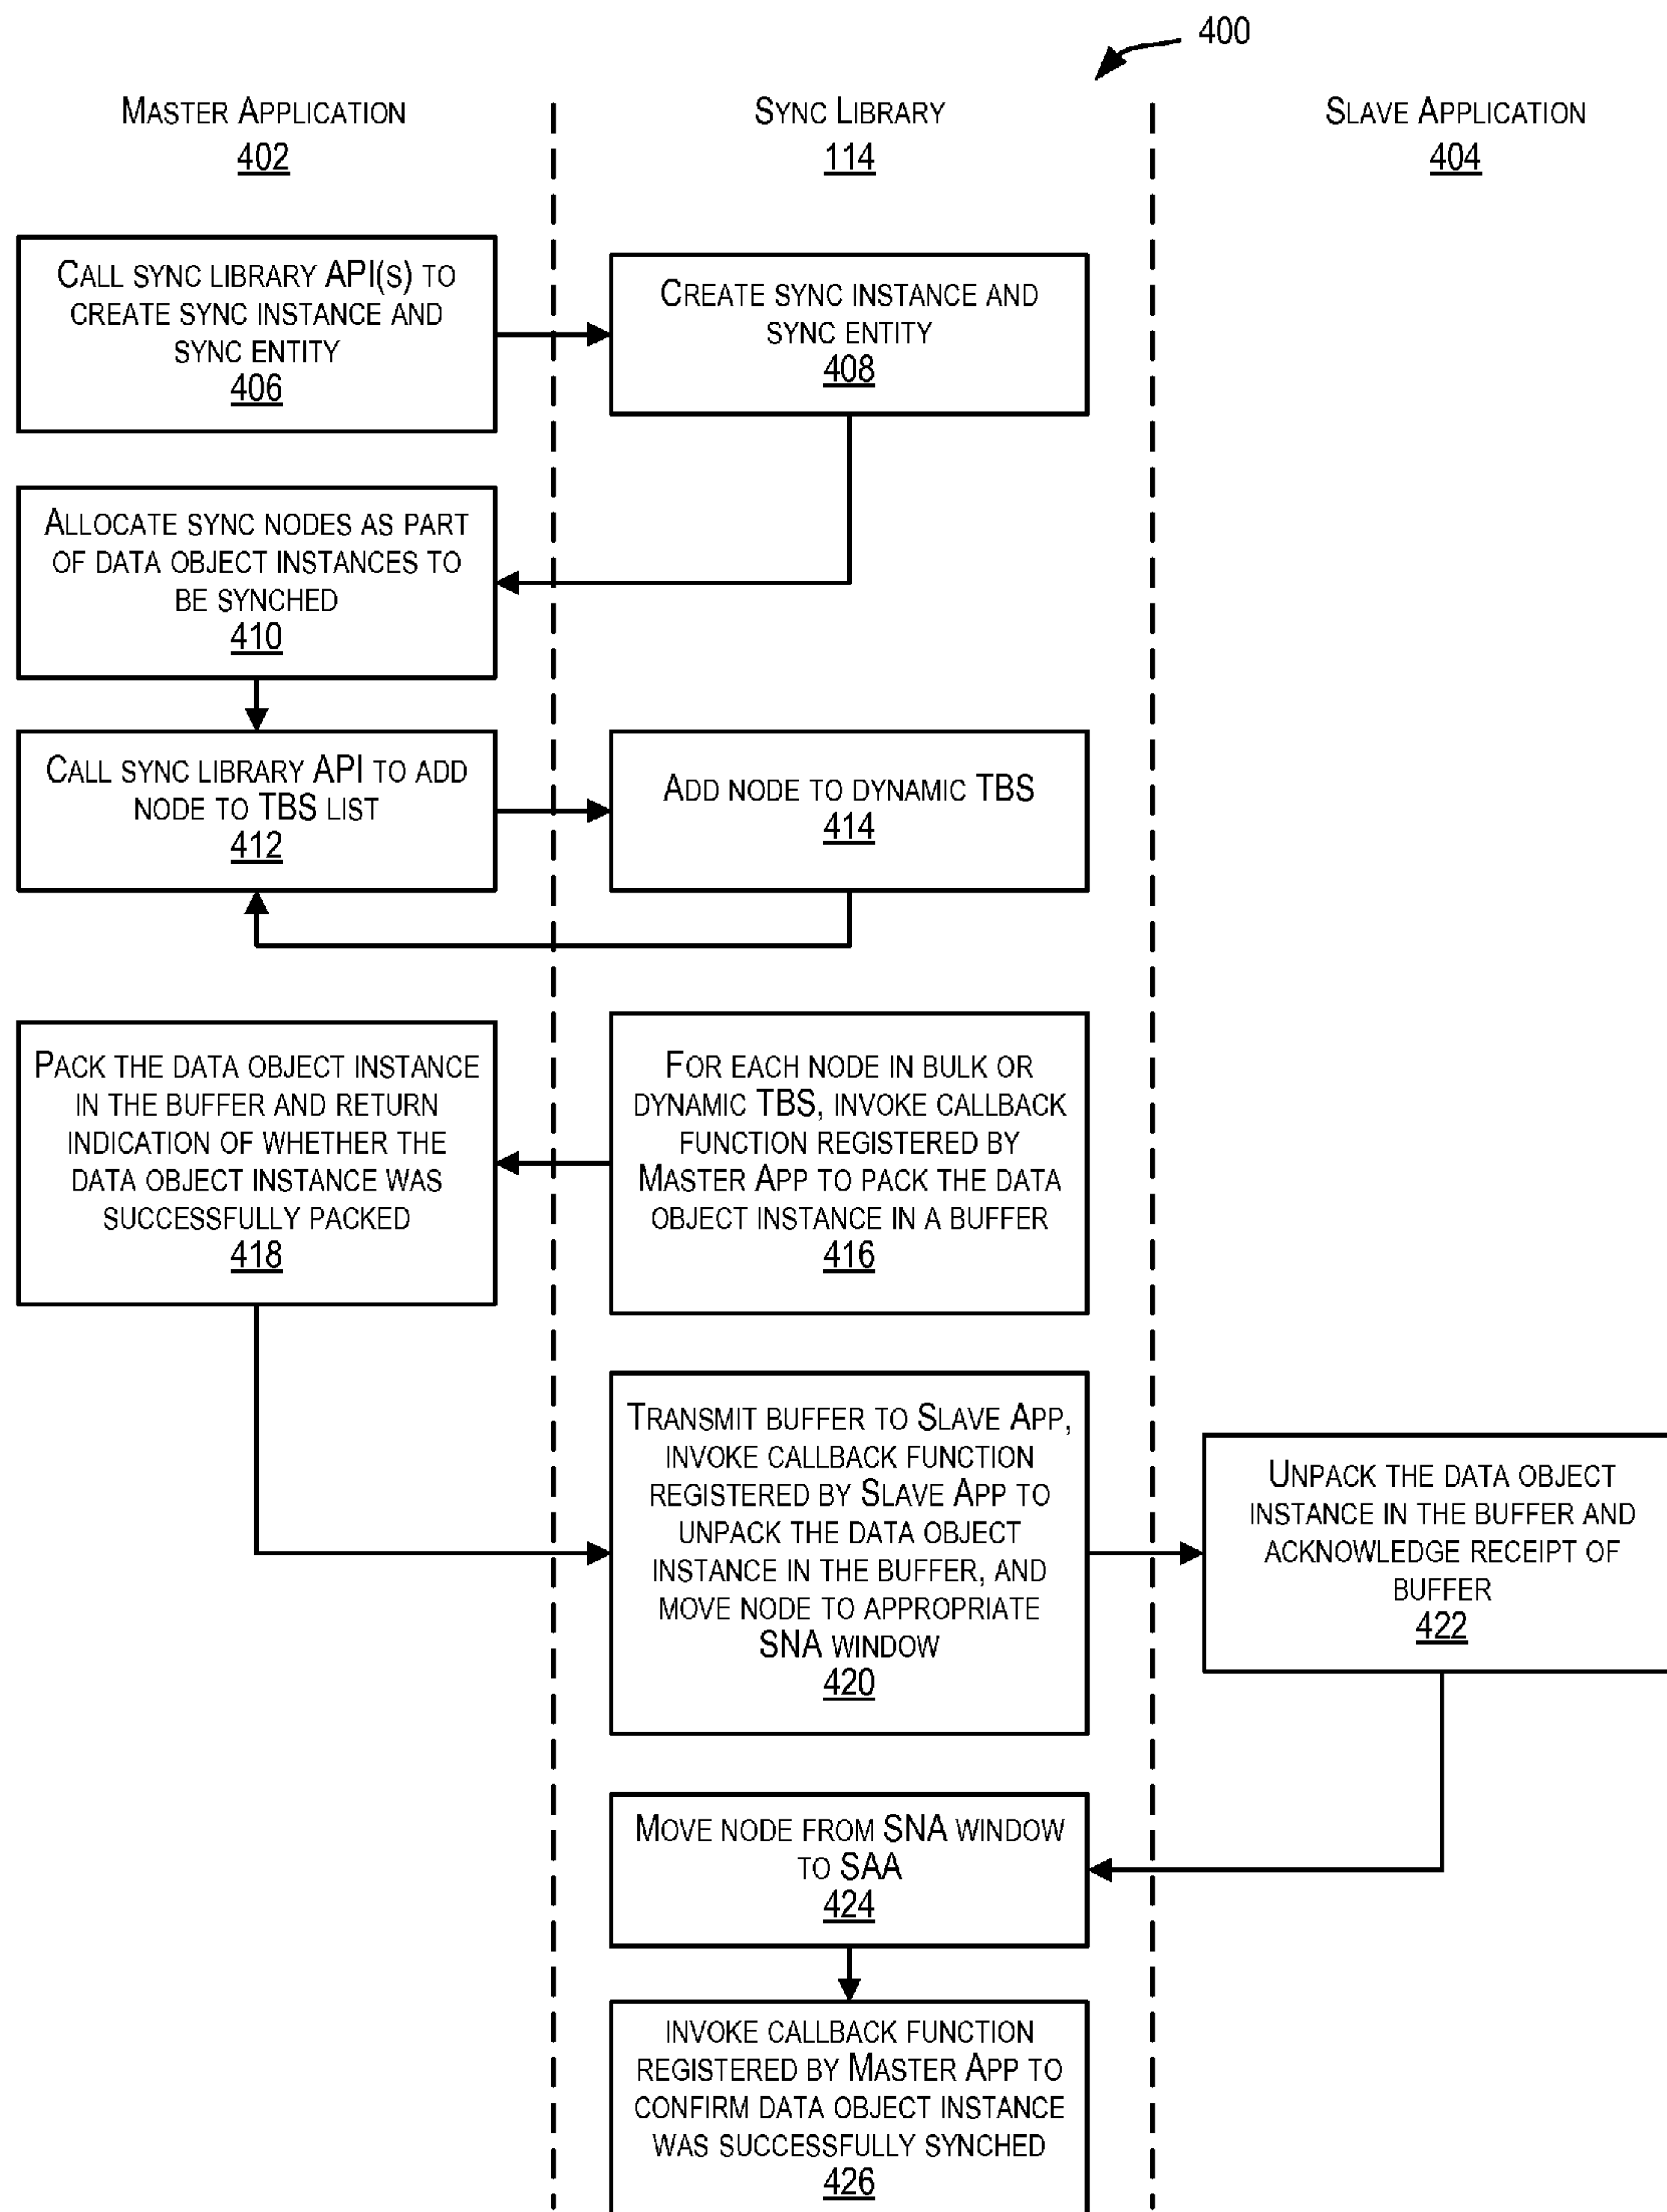 400
MASTER APPLICATION
402
SYNC LIBRARY
114
SLAVE APPLICATION
404
CALL SYNC LIBRARY API(S) TO
CREATE SYNC INSTANCE AND
SYNC ENTITY
406
CREATE SYNC INSTANCE AND
SYNC ENTITY
408
ALLOCATE SYNC NODES AS PART
OF DATA OBJECT INSTANCES TO
BE SYNCHED
410
CALL SYNC LIBRARY API TO ADD
NODE TO TBS LIST
412
ADD NODE TO DYNAMIC TBS
414
PACK THE DATA OBJECT INSTANCE
IN THE BUFFER AND RETURN
INDICATION OF WHETHER THE
DATA OBJECT INSTANCE WAS
SUCCESSFULLY PACKED
418
FOR EACH NODE IN BULK OR
DYNAMIC TBS, INVOKE CALLBACK
FUNCTION REGISTERED BY
MASTER APP TO PACK THE DATA
OBJECT INSTANCE IN A BUFFER
416
TRANSMIT BUFFER TO SLAVE APP,
INVOKE CALLBACK FUNCTION
REGISTERED BY SLAVE APP TO
UNPACK THE DATA OBJECT
INSTANCE IN THE BUFFER, AND
MOVE NODE TO APPROPRIATE
SNA WINDOW
420
UNPACK THE DATA OBJECT
INSTANCE IN THE BUFFER AND
ACKNOWLEDGE RECEIPT OF
BUFFER
422
MOVE NODE FROM SNA WINDOW
TO SAA
424
INVOKE CALLBACK FUNCTION
REGISTERED BY MASTER APP TO
CONFIRM DATA OBJECT INSTANCE
WAS SUCCESSFULLY SYNCHED
426